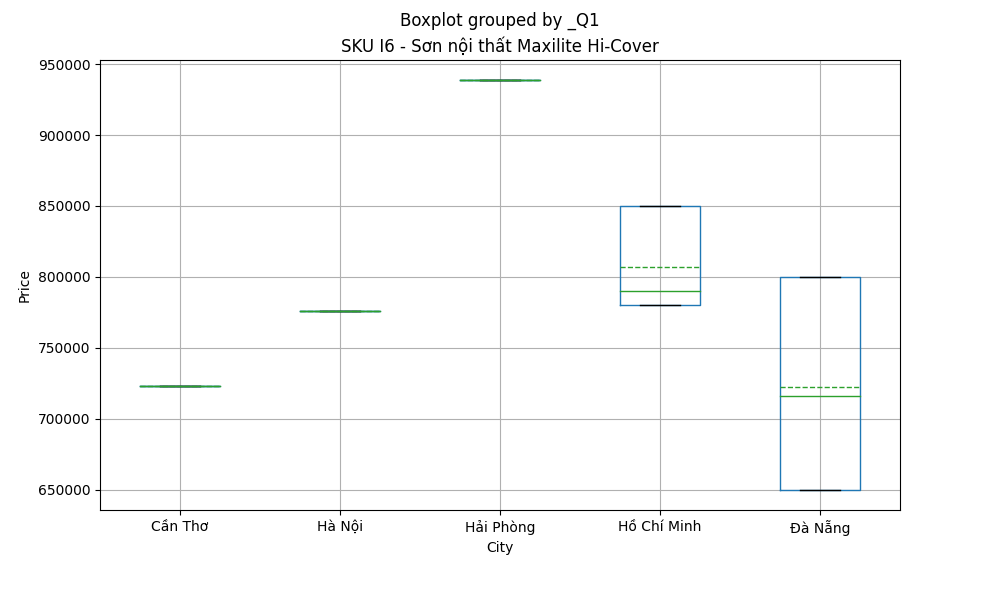 Boxplot grouped by _Q1
SKU I6 - Sơn nội thất Maxilite Hi-Cover
950000
900000
850000
800000
750000
700000
650000
Price
Cần Thơ
Hà Nội
Hải Phòng
Hồ Chí Minh
Đà Nẵng
City